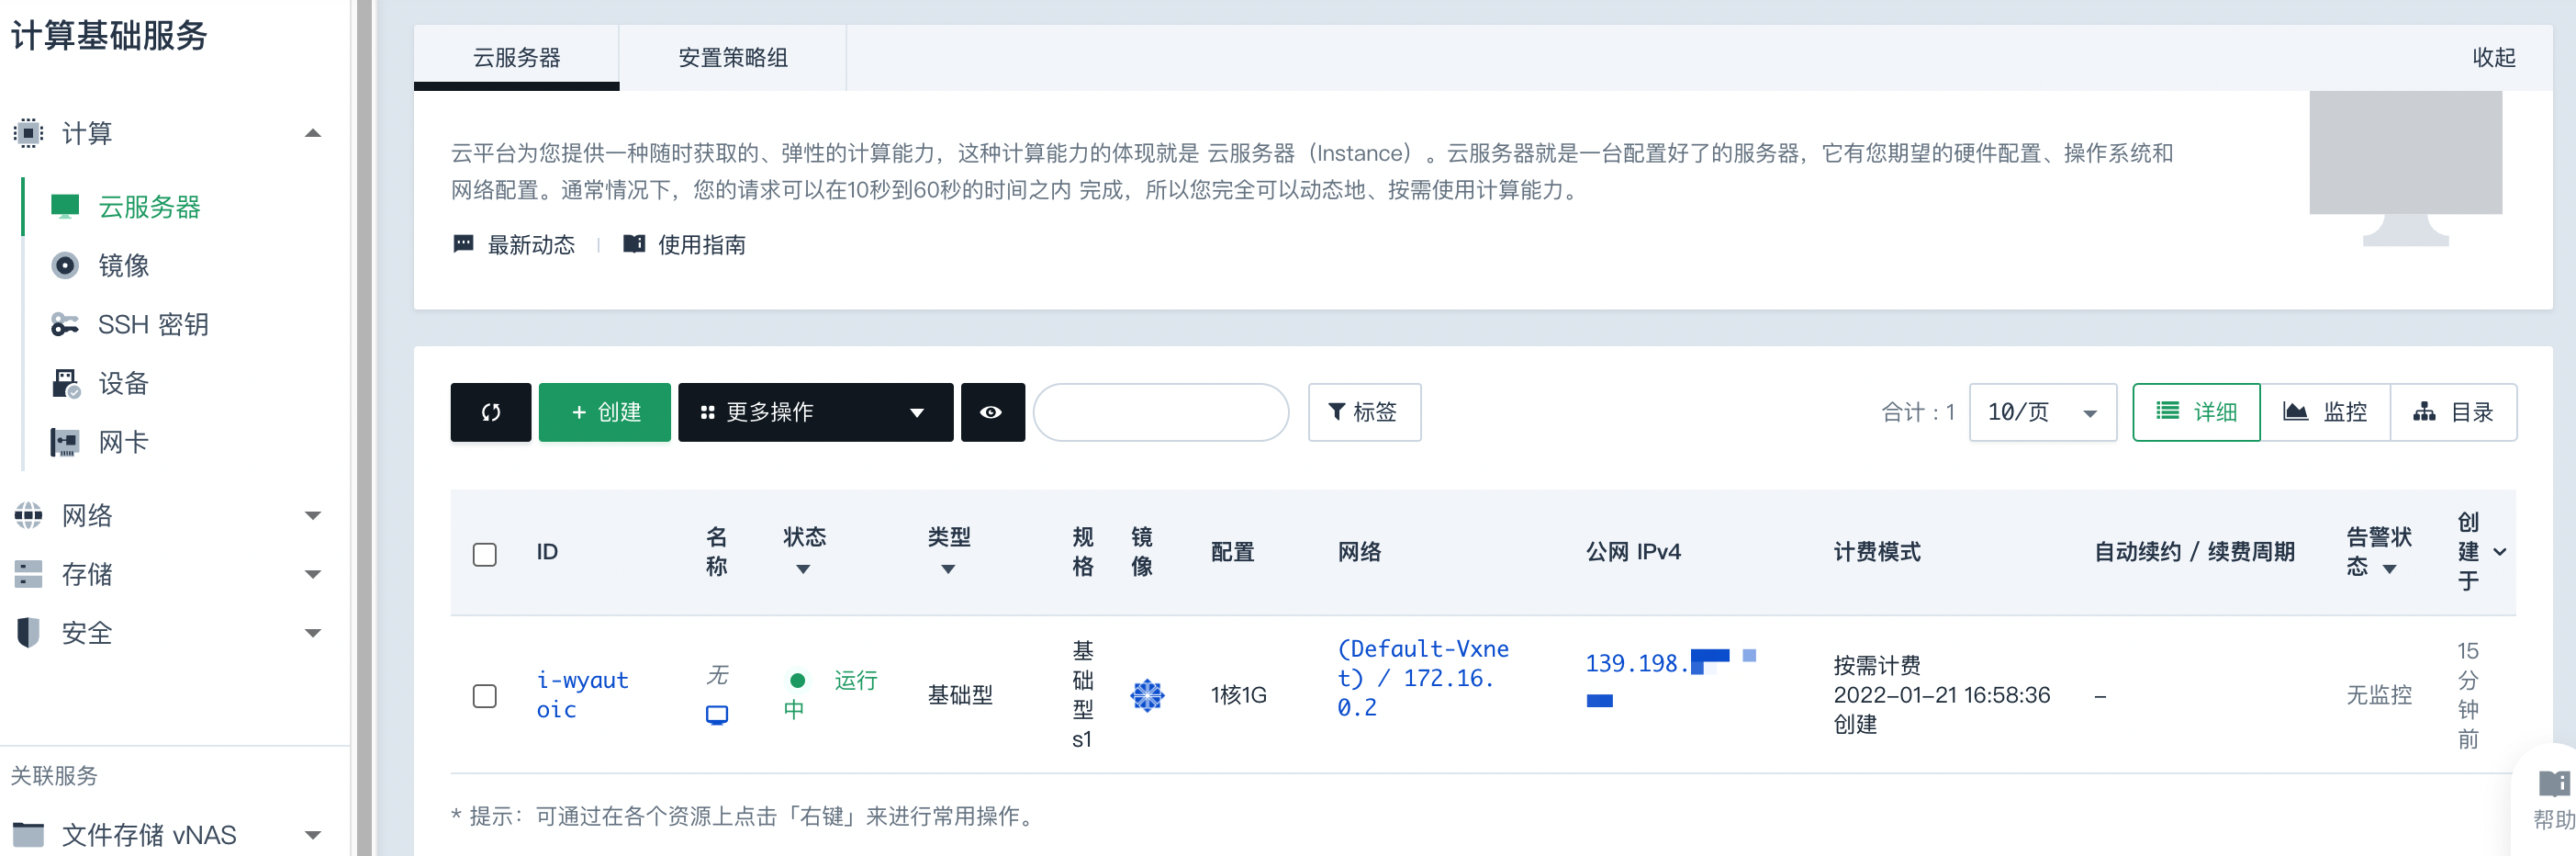 计算基础服务
计算
云服务器
镜像
SSH 密钥
设备
网卡
网络
存储
安全
关联服务
文件存储 vNAS
云服务器
安置策略组
收起
云平台为您提供一种随时获取的、弹性的计算能力，这种计算能力的体现就是 云服务器（Instance）。云服务器就是一台配置好了的服务器，它有您期望的硬件配置、操作系统和
网络配置。通常情况下，您的请求可以在10秒到60秒的时间之内 完成，所以您完全可以动态地、按需使用计算能力。
最新动态
使用指南
+ 创建
更多操作
标签
合计：1
10/页
详细
监控
目录
ID
名
称
状态
类型
规
格
镜
像
配置
网络
公网 IPv4
计费模式
自动续约 / 续费周期
告警状
态
创
建
于
i-wyaut
oic
无
运行
中
基础型
基
础
型
s1
1核1G
(Default-Vxne
t) / 172.16.
0.2
139.198.
按需计费
2022-01-21 16:58:36
创建
–
无监控
15
分
钟
前
* 提示：可通过在各个资源上点击「右键」来进行常用操作。
帮助